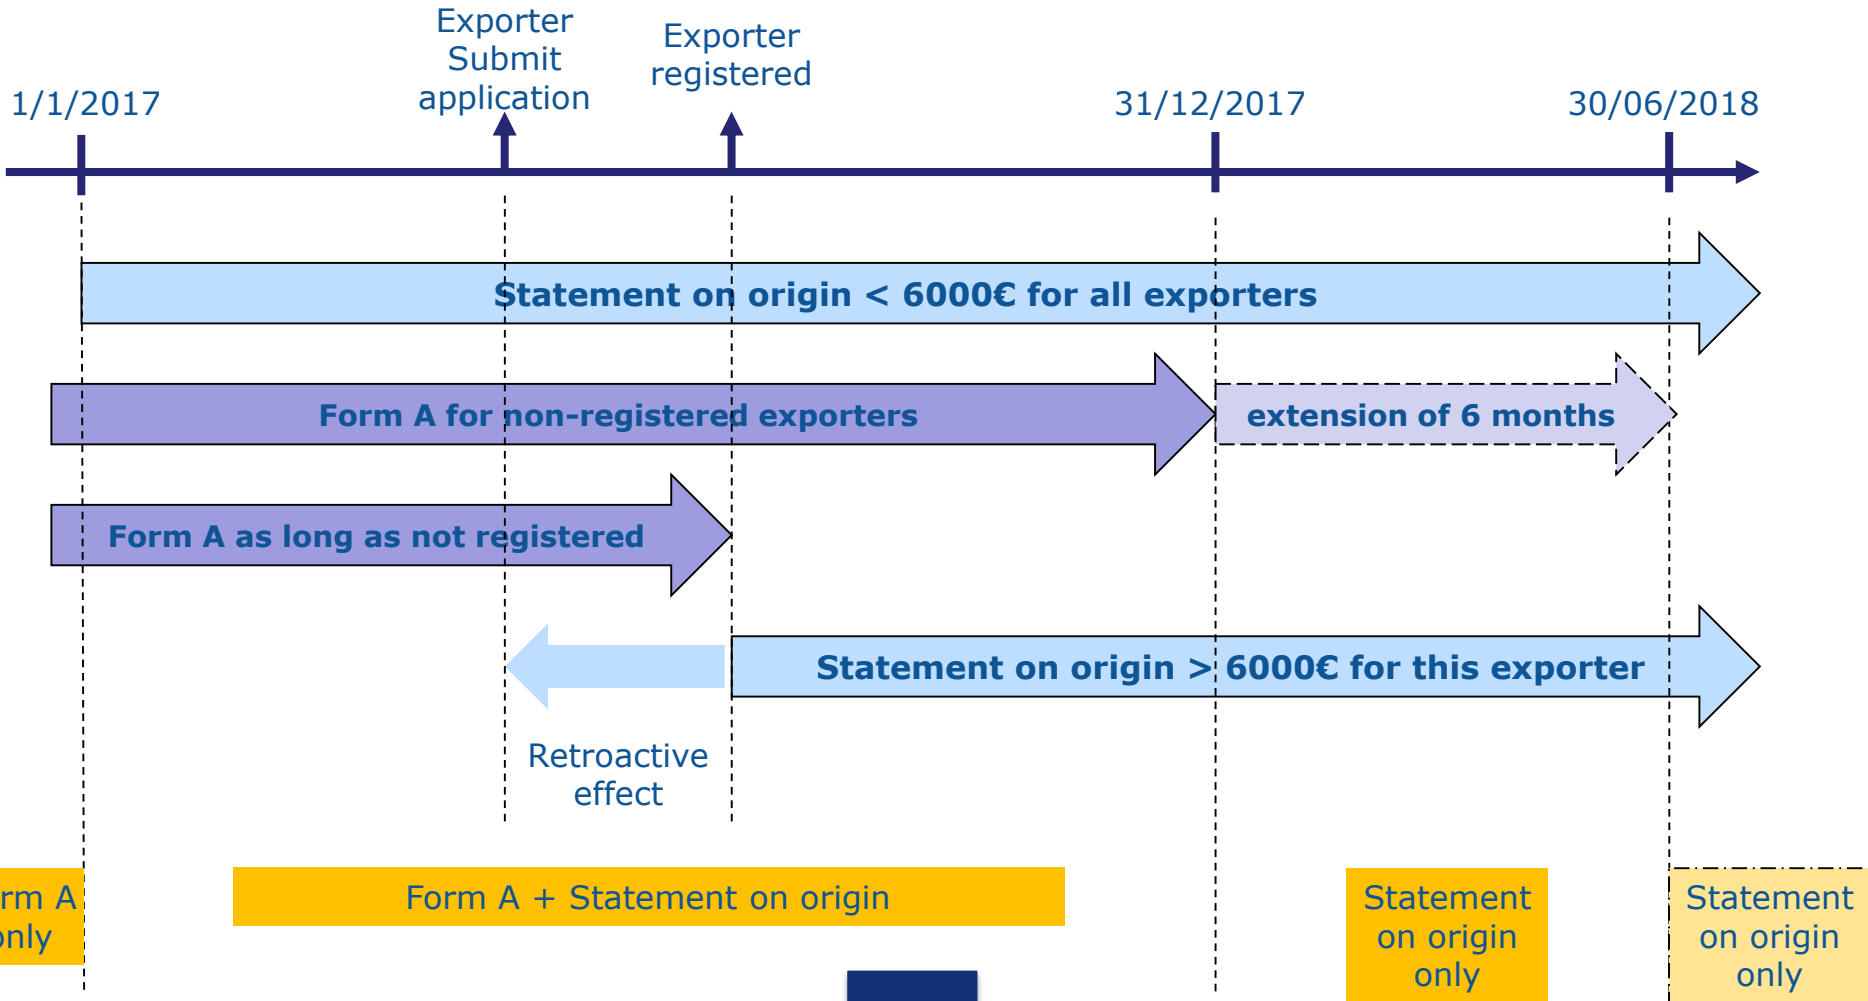 Exporter
Submit
application
Exporter
registered
1/1/2017
31/12/2017
30/06/2018
Statement on origin < 6000€ for all exporters
Form A for non-registered exporters
extension of 6 months
Form A as long as not registered
Statement on origin > 6000€ for this exporter
Retroactive
effect
rm A
only
Form A + Statement on origin
Statement
on origin
only
Statement
on origin
only